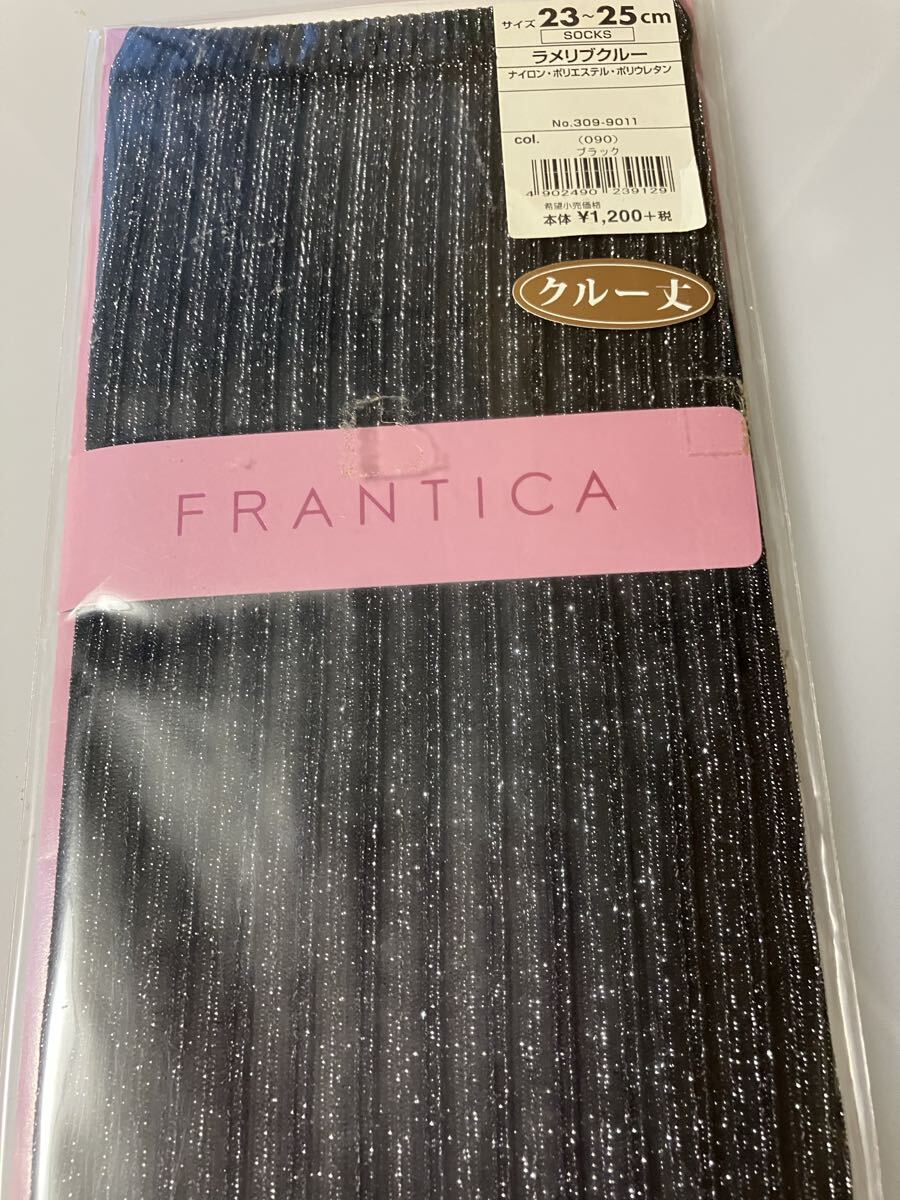 サイズ 23~25cm
SOCKS
ラメリブクルー
ナイロン・ポリエステル・ポリウレタン
No.309-9011
col. (090)
ブラック
4902490 239129
希望小売価格
本体 ¥1,200+税
クルー丈
FRANTICA